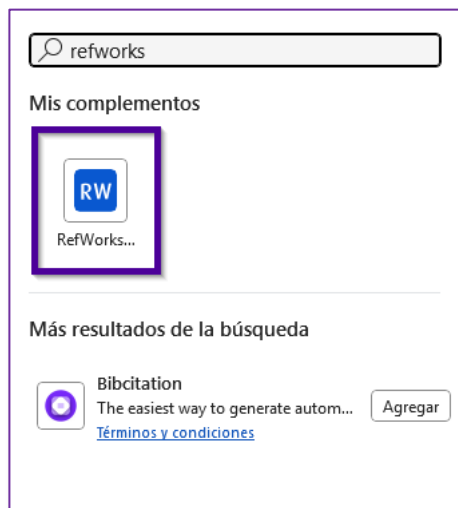 refworks
Mis complementos
RW
RefWorks...
Más resultados de la búsqueda
Bibcitation
The easiest way to generate autom...
Agregar
Términos y condiciones